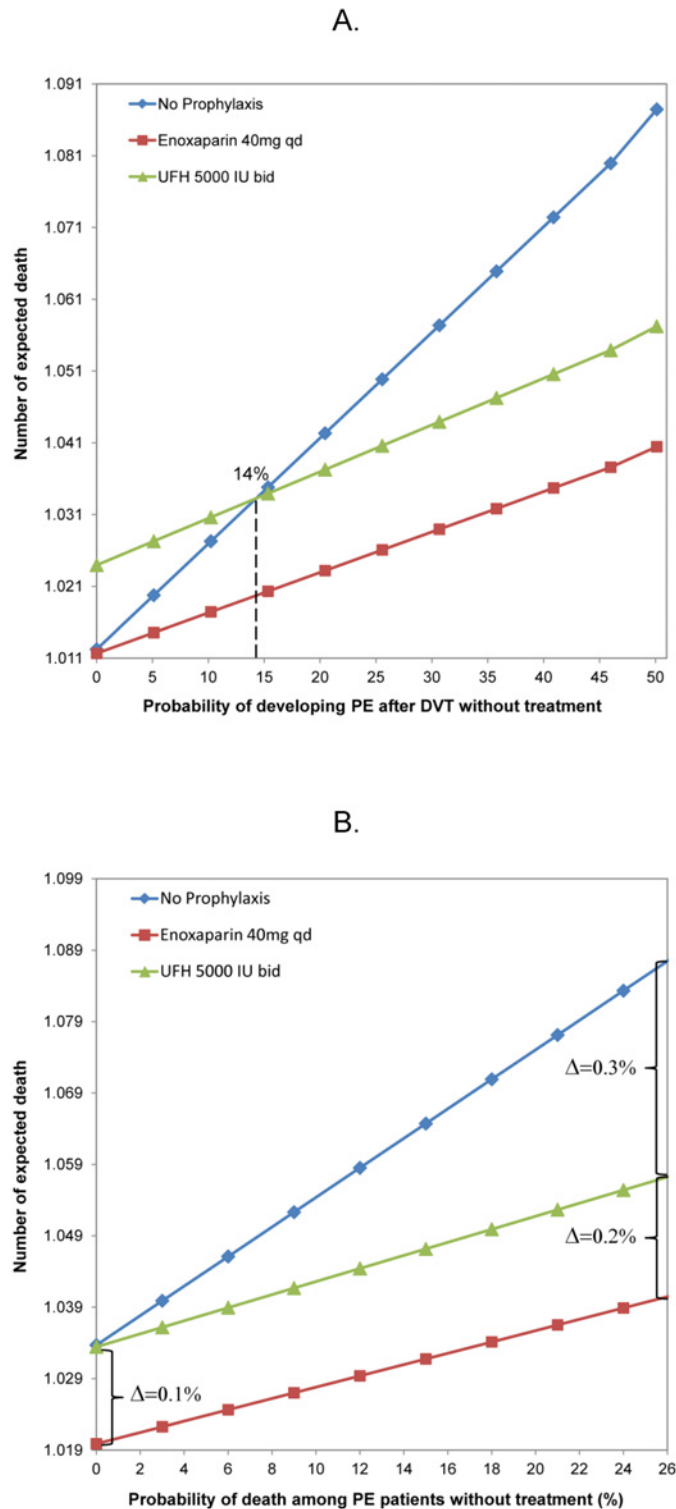 A.
1.091
1.081
1.071
1.061
1.051
1.041
1.031
1.021
1.011
Number of expected death
No Prophylaxis
Enoxaparin 40mg qd
UFH 5000 IU bid
14%
0 5 10 15 20 25 30 35 40 45 50
Probability of developing PE after DVT without treatment
B.
1.099
1.089
1.079
1.069
1.059
1.049
1.039
1.029
1.019
Number of expected death
No Prophylaxis
Enoxaparin 40mg qd
UFH 5000 IU bid
Δ=0.3%
Δ=0.2%
Δ=0.1%
0 2 4 6 8 10 12 14 16 18 20 22 24 26
Probability of death among PE patients without treatment (%)